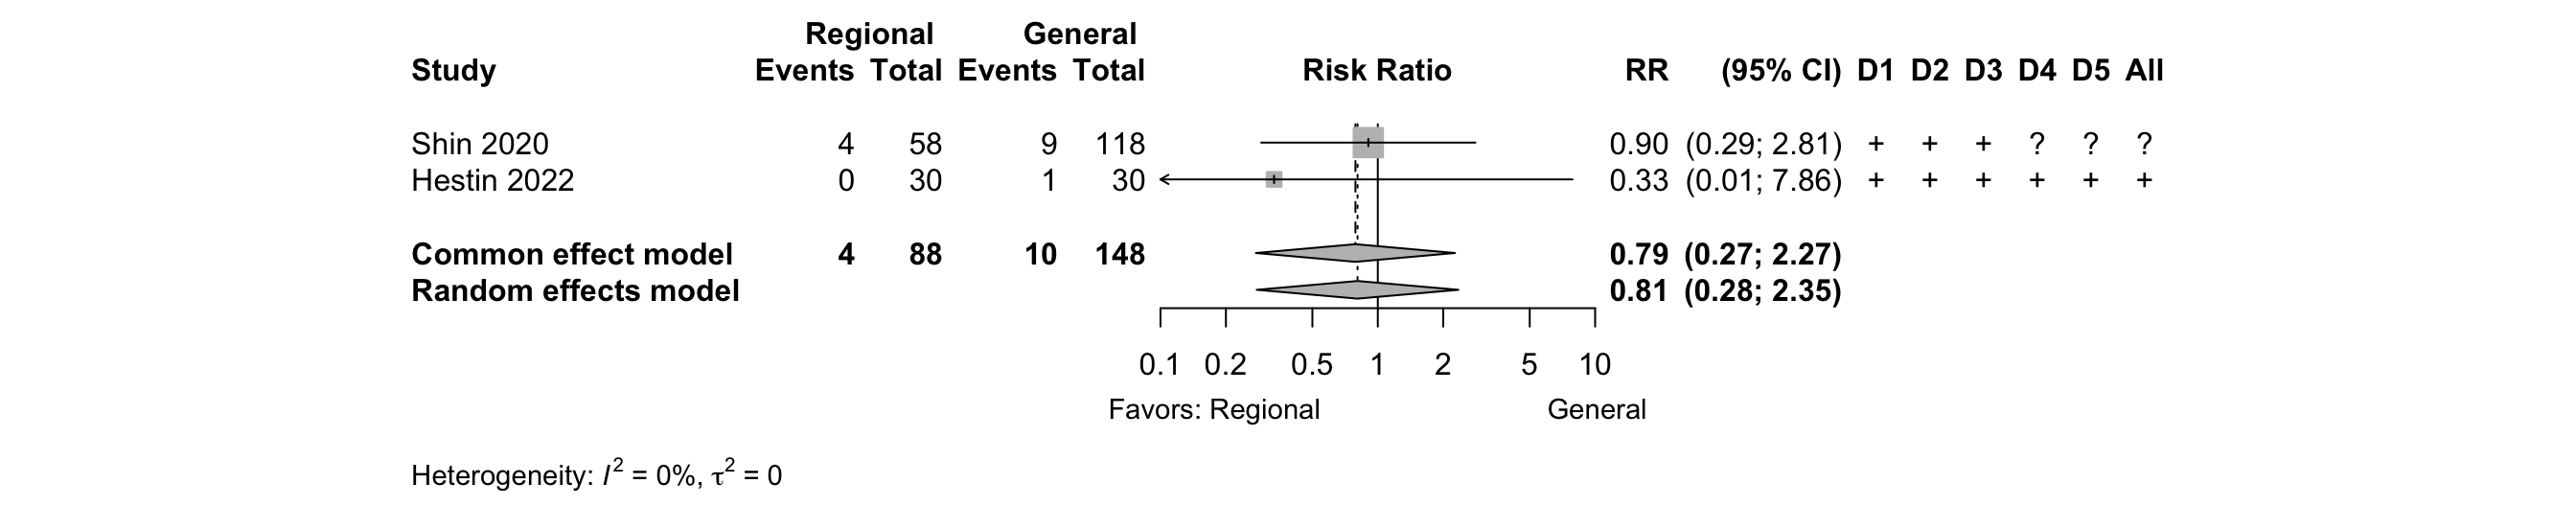 Regional General
Study Events Total Events Total Risk Ratio RR (95% CI) D1 D2 D3 D4 D5 All
Shin 2020 4 58 9 118 0.90 (0.29; 2.81) + + + ? ? ?
Hestin 2022 0 30 1 30 0.33 (0.01; 7.86) + + + + + +
Common effect model 4 88 10 148 0.79 (0.27; 2.27)
Random effects model 0.81 (0.28; 2.35)
0.1 0.2 0.5 1 2 5 10
Favors: Regional General
Heterogeneity: I² = 0%, τ² = 0